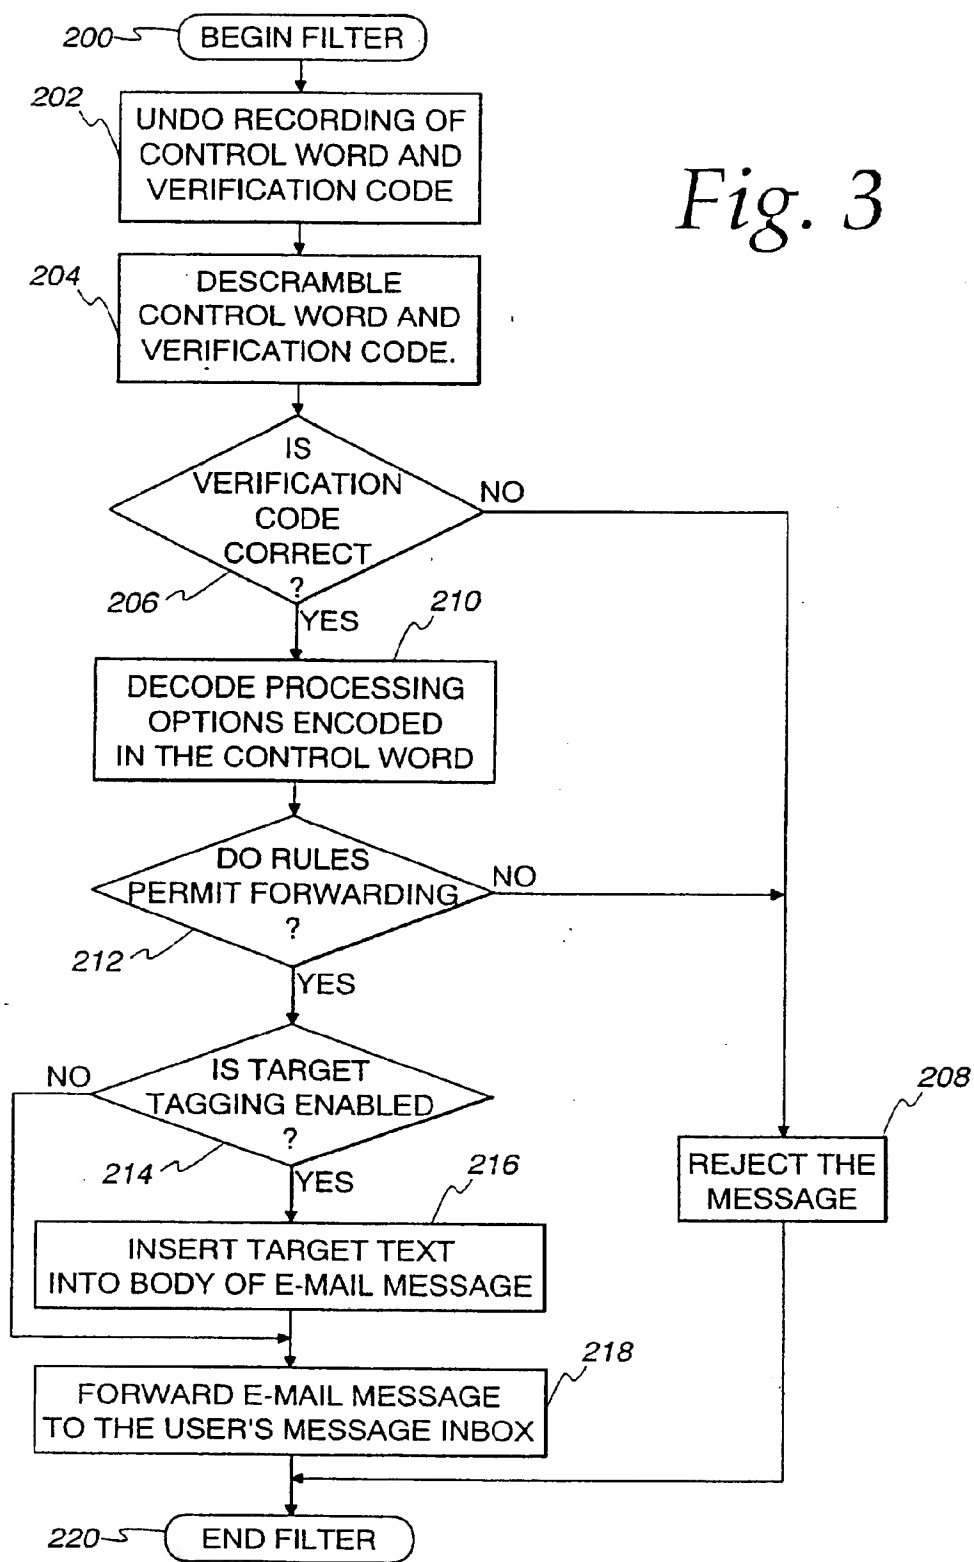 200
BEGIN FILTER
202
UNDO RECORDING OF
CONTROL WORD AND
VERIFICATION CODE
Fig. 3
204
DESCRAMBLE
CONTROL WORD AND
VERIFICATION CODE.
IS
VERIFICATION
CODE
CORRECT
?
NO
206
YES
210
DECODE PROCESSING
OPTIONS ENCODED
IN THE CONTROL WORD
DO RULES
PERMIT FORWARDING
?
NO
212
YES
NO
IS TARGET
TAGGING ENABLED
?
208
REJECT THE
MESSAGE
214
YES
216
INSERT TARGET TEXT
INTO BODY OF E-MAIL MESSAGE
218
FORWARD E-MAIL MESSAGE
TO THE USER'S MESSAGE INBOX
220
END FILTER